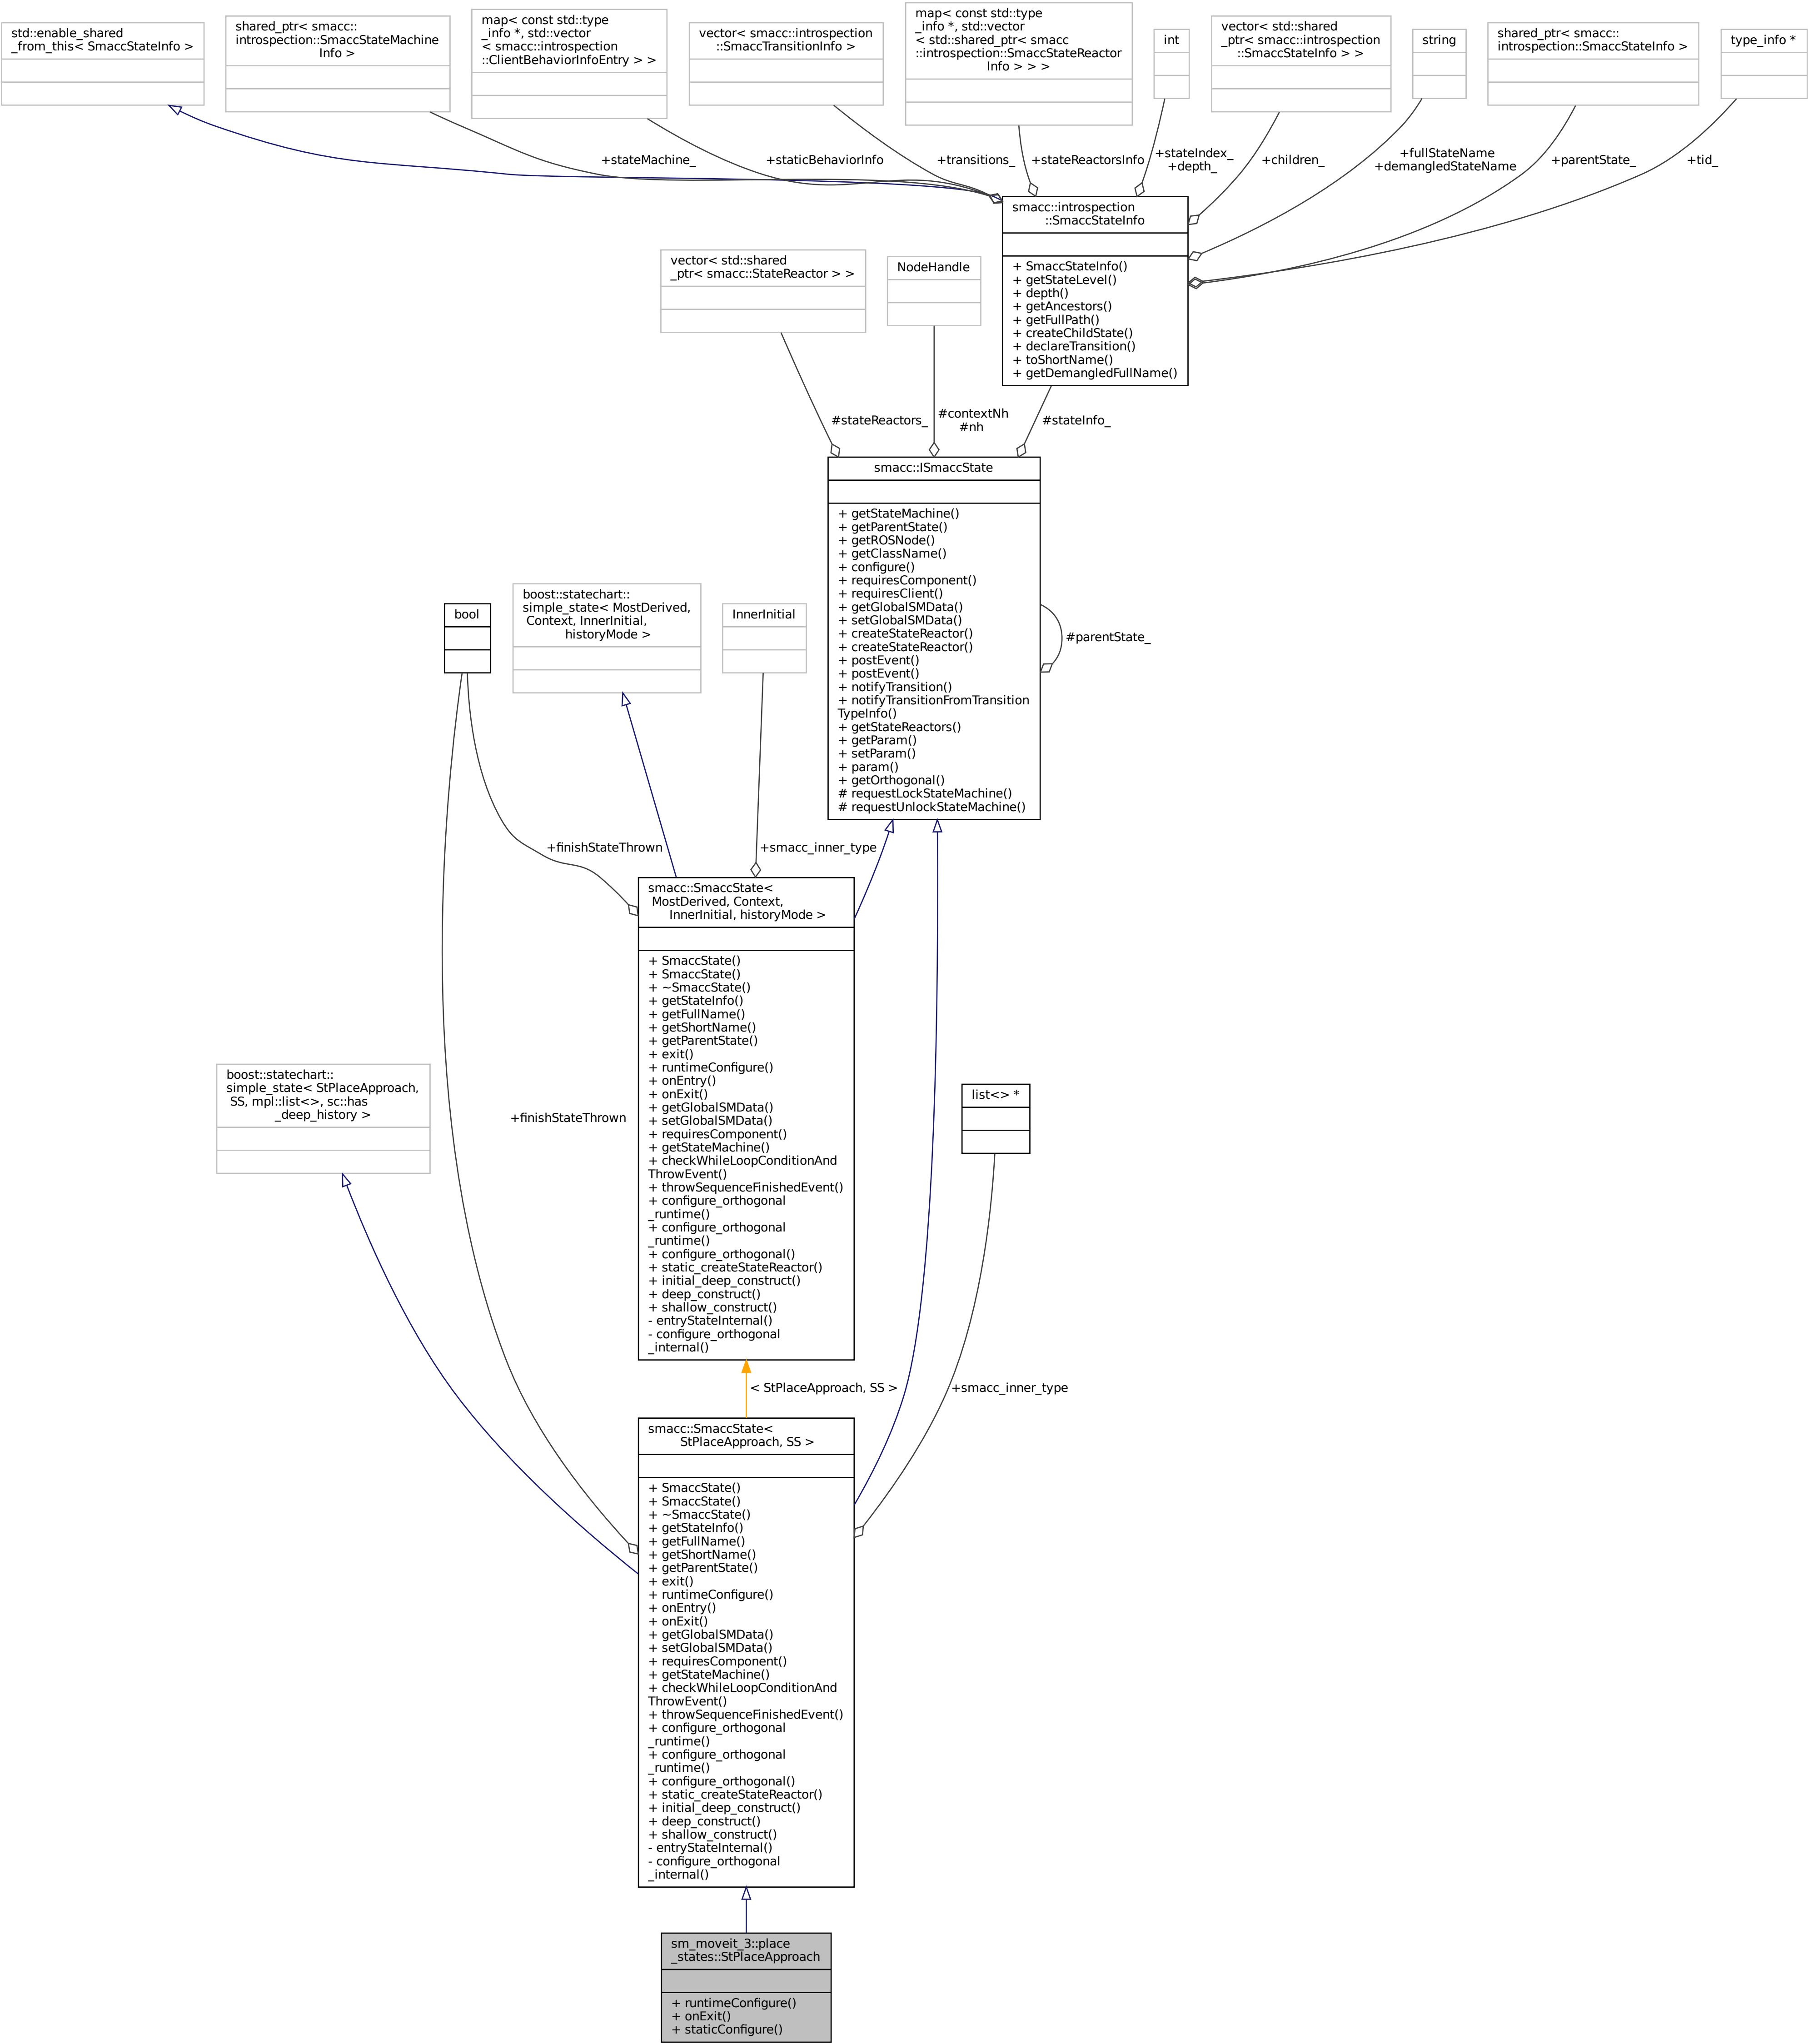 std::enable_shared
_from_this< SmaccStateInfo >
shared_ptr< smacc::
introspection::SmaccStateMachine
Info >
map< const std::type
_info *, std::vector
< smacc::introspection
::ClientBehaviorInfoEntry > >
vector< smacc::introspection
::SmaccTransitionInfo >
map< const std::type
_info *, std::vector
< std::shared_ptr< smacc
::introspection::SmaccStateReactor
Info > > >
int
vector< std::shared
_ptr< smacc::introspection
::SmaccStateInfo > >
string
shared_ptr< smacc::
introspection::SmaccStateInfo >
type_info *
+stateMachine_
+staticBehaviorInfo
+transitions_
+stateReactorsInfo
+stateIndex_
+depth_
+children_
+fullStateName
+demangledStateName
+parentState_
+tid_
smacc::introspection
::SmaccStateInfo
+ SmaccStateInfo()
+ getStateLevel()
+ depth()
+ getAncestors()
+ getFullPath()
+ createChildState()
+ declareTransition()
+ toShortName()
+ getDemangledFullName()
vector< std::shared
_ptr< smacc::StateReactor > >
NodeHandle
#stateReactors_
#contextNh
#nh
#stateInfo_
smacc::ISmaccState
+ getStateMachine()
+ getParentState()
+ getROSNode()
+ getClassName()
+ configure()
+ requiresComponent()
+ requiresClient()
+ getGlobalSMData()
+ setGlobalSMData()
+ createStateReactor()
+ createStateReactor()
+ postEvent()
+ postEvent()
+ notifyTransition()
+ notifyTransitionFromTransition
TypeInfo()
+ getStateReactors()
+ getParam()
+ setParam()
+ param()
+ getOrthogonal()
# requestLockStateMachine()
# requestUnlockStateMachine()
#parentState_
bool
boost::statechart::
simple_state< MostDerived,
Context, InnerInitial,
historyMode >
InnerInitial
+finishStateThrown
+smacc_inner_type
smacc::SmaccState<
MostDerived, Context,
InnerInitial, historyMode >
+ SmaccState()
+ SmaccState()
+ ~SmaccState()
+ getStateInfo()
+ getFullName()
+ getShortName()
+ getParentState()
+ exit()
+ runtimeConfigure()
+ onEntry()
+ onExit()
+ getGlobalSMData()
+ setGlobalSMData()
+ requiresComponent()
+ getStateMachine()
+ checkWhileLoopConditionAnd
ThrowEvent()
+ throwSequenceFinishedEvent()
+ configure_orthogonal
_runtime()
+ configure_orthogonal
_runtime()
+ configure_orthogonal()
+ static_createStateReactor()
+ initial_deep_construct()
+ deep_construct()
+ shallow_construct()
- entryStateInternal()
- configure_orthogonal
_internal()
boost::statechart::
simple_state< StPlaceApproach,
SS, mpl::list<>, sc::has
_deep_history >
+finishStateThrown
list<> *
< StPlaceApproach, SS >
+smacc_inner_type
smacc::SmaccState<
StPlaceApproach, SS >
+ SmaccState()
+ SmaccState()
+ ~SmaccState()
+ getStateInfo()
+ getFullName()
+ getShortName()
+ getParentState()
+ exit()
+ runtimeConfigure()
+ onEntry()
+ onExit()
+ getGlobalSMData()
+ setGlobalSMData()
+ requiresComponent()
+ getStateMachine()
+ checkWhileLoopConditionAnd
ThrowEvent()
+ throwSequenceFinishedEvent()
+ configure_orthogonal
_runtime()
+ configure_orthogonal
_runtime()
+ configure_orthogonal()
+ static_createStateReactor()
+ initial_deep_construct()
+ deep_construct()
+ shallow_construct()
- entryStateInternal()
- configure_orthogonal
_internal()
sm_moveit_3::place
_states::StPlaceApproach
+ runtimeConfigure()
+ onExit()
+ staticConfigure()